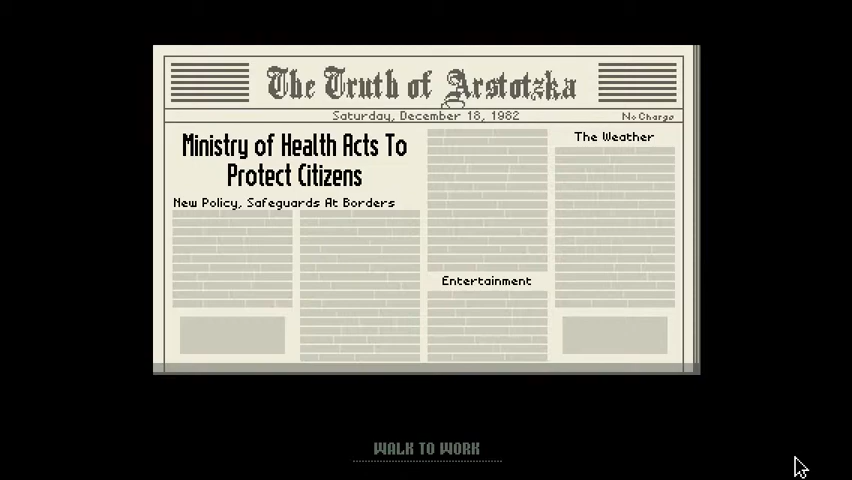 The Truth of Arstotzka
Saturday, December 18, 1982
No Charge
Ministry of Health Acts To
Protect Citizens
New Policy, Safeguards At Borders
Entertainment
The Weather
WALK TO WORK